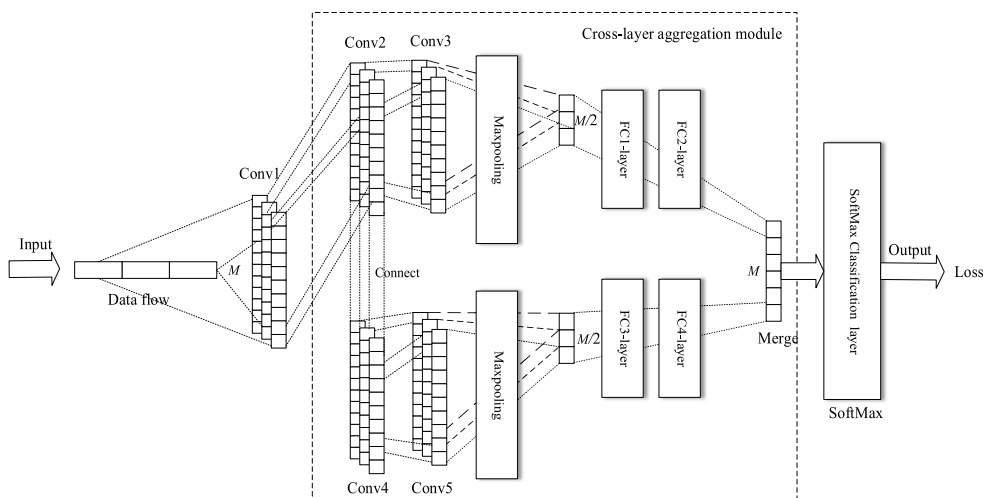 Cross-layer aggregation module
Conv2
Conv3
Maxpooling
M/2
FC1-layer
FC2-layer
Conv1
Input
M
Data flow
Connect
M
Merge
SoftMax Classification layer
Output
Loss
SoftMax
Maxpooling
M/2
FC3-layer
FC4-layer
Conv4
Conv5